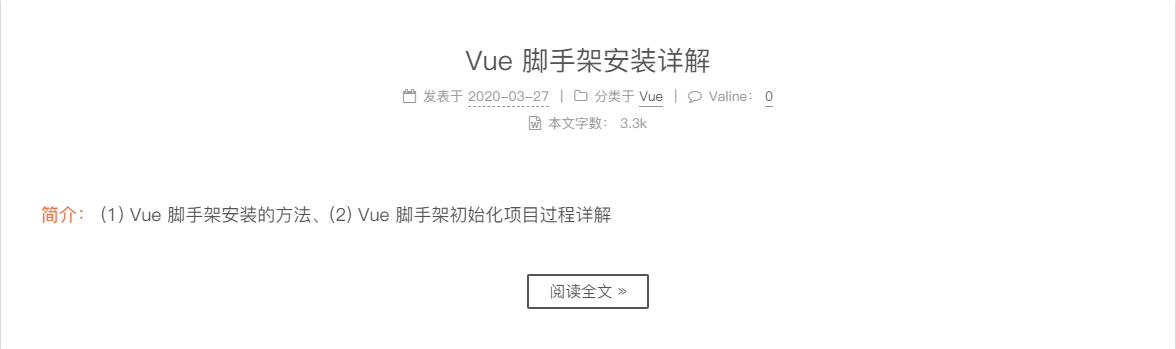 Vue 脚手架安装详解
发表于 2020-03-27 | 分类于 Vue | Valine： 0
本文字数： 3.3k
简介： (1) Vue 脚手架安装的方法、(2) Vue 脚手架初始化项目过程详解
阅读全文 »